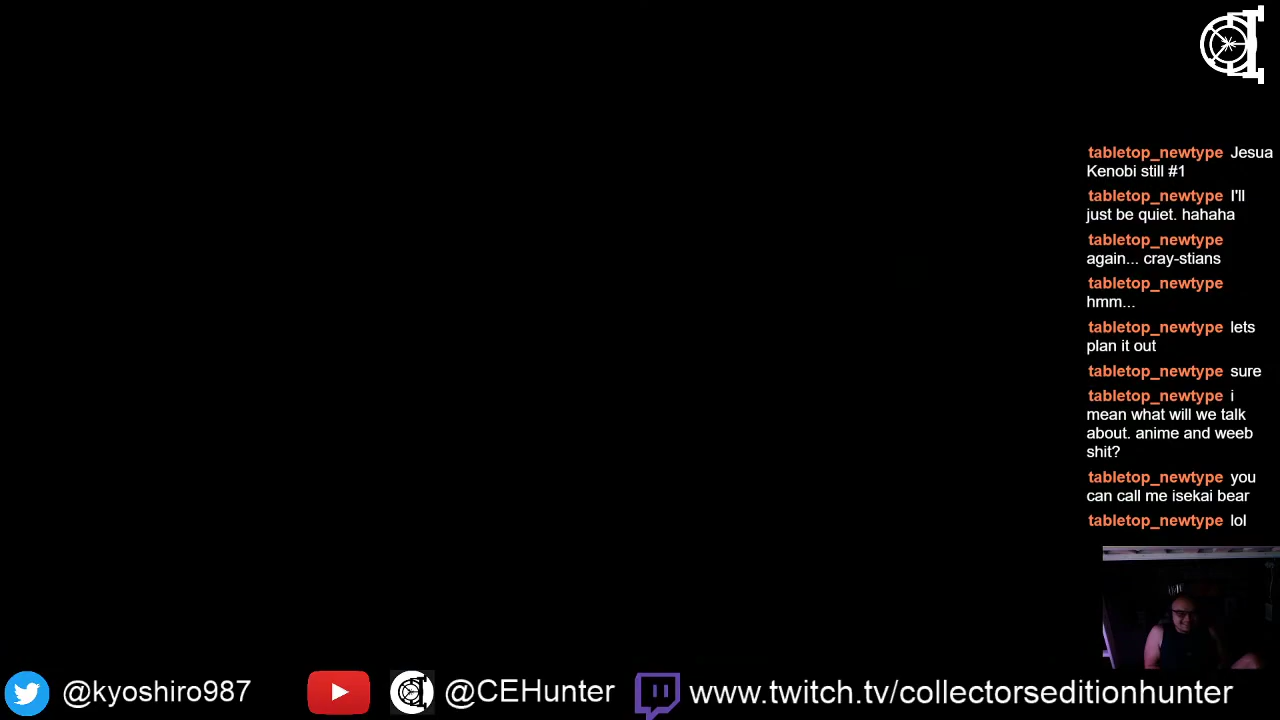 tabletop_newtype Jesua
Kenobi still #1
tabletop_newtype I'll
just be quiet. hahaha
tabletop_newtype
again... cray-stians
tabletop_newtype
hmm...
tabletop_newtype lets
plan it out
tabletop_newtype sure
tabletop_newtype i
mean what will we talk
about. anime and weeb
shit?
tabletop_newtype you
can call me isekai bear
tabletop_newtype lol
@kyoshiro987 @CEHunter www.twitch.tv/collectorseditionhunter